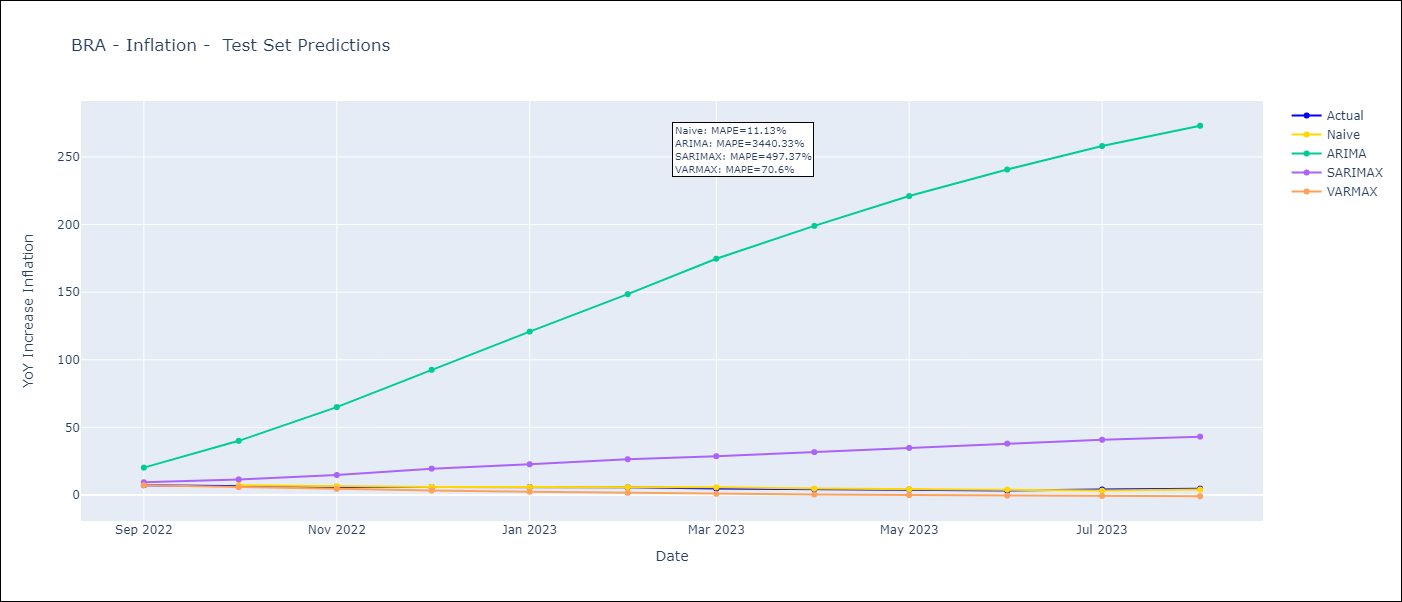 BRA - Inflation -  Test Set Predictions
Naive: MAPE=11.13%
ARIMA: MAPE=3440.33%
SARIMAX: MAPE=497.37%
VARMAX: MAPE=70.6%
Actual
Naive
ARIMA
SARIMAX
VARMAX
YoY Increase Inflation
250
200
150
100
50
0
Sep 2022
Nov 2022
Jan 2023
Mar 2023
May 2023
Jul 2023
Date